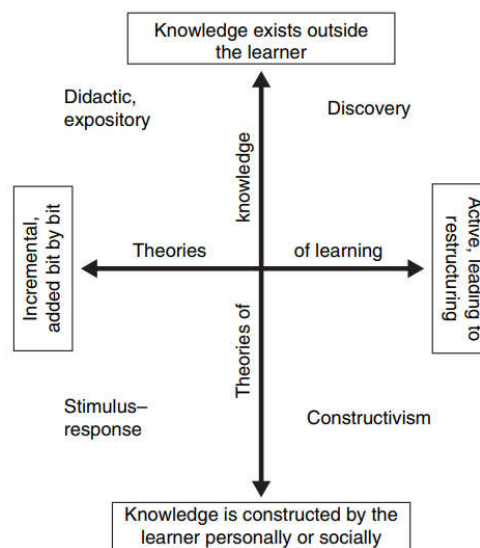 Knowledge exists outside
the learner
Didactic,
expository
Discovery
knowledge
Incremental,
added bit by bit
Theories
of learning
Active, leading to
restructuring
Theories of
Stimulus–
response
Constructivism
Knowledge is constructed by the
learner personally or socially